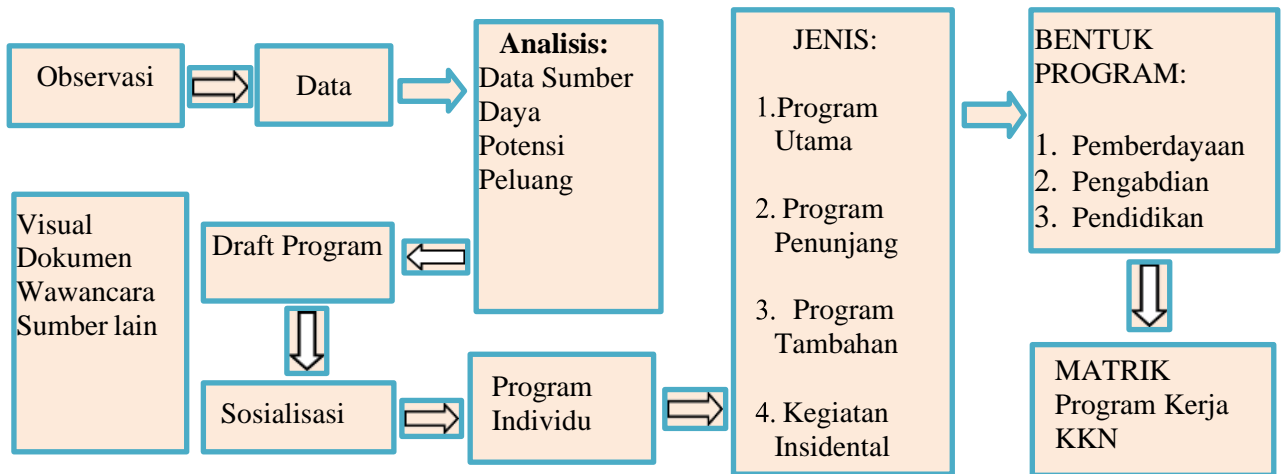 Observasi
Data
Analisis:
Data Sumber
Daya
Potensi
Peluang
Visual
Dokumen
Wawancara
Sumber lain
Draft Program
Sosialisasi
Program
Individu
JENIS:
1.Program
Utama
2. Program
Penunjang
3. Program
Tambahan
4. Kegiatan
Insidental
BENTUK
PROGRAM:
1. Pemberdayaan
2. Pengabdian
3. Pendidikan
MATRIK
Program Kerja
KKN